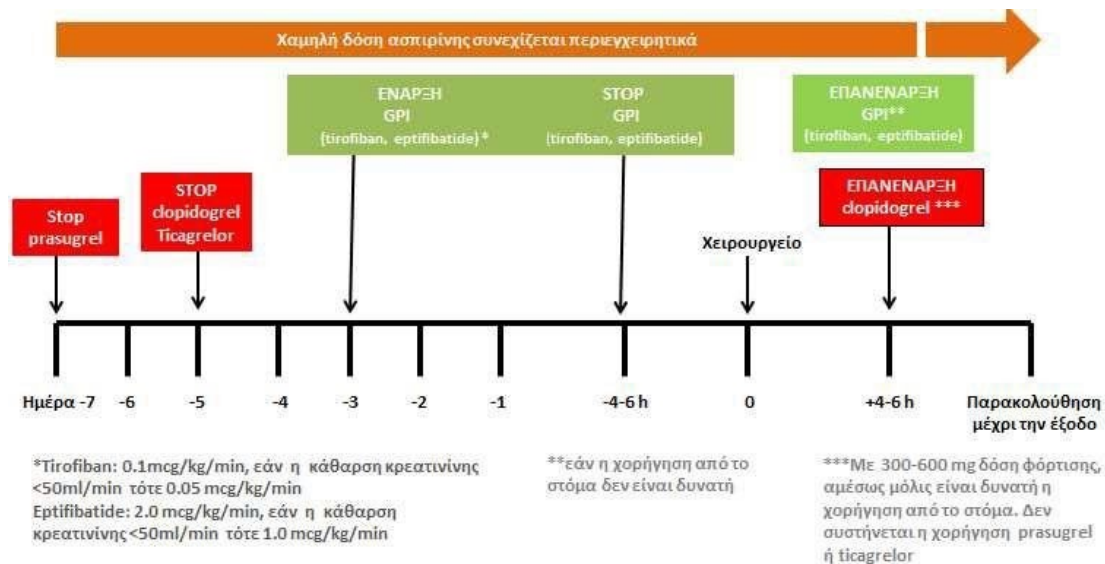 Χαμηλή δόση ασπιρίνης συνεχίζεται περιεγχειρητικά
ΕΝΑΡΞΗ
GPI
(tirofiban, eptifibatide) *
STOP
GPI
(tirofiban, eptifibatide)
ΕΠΑΝΕΝΑΡΞΗ
GPI**
(tirofiban, eptifibatide)
Stop
prasugrel
STOP
clopidogrel
Ticagrelor
ΕΠΑΝΕΝΑΡΞΗ
clopidogrel ***
Χειρουργείο
Ημέρα -7
-6
-5
-4
-3
-2
-1
-4-6 h
0
+4-6 h
Παρακολούθηση
μέχρι την έξοδο
*Tirofiban: 0.1mcg/kg/min, εάν η κάθαρση κρεατινίνης
<50ml/min τότε 0.05 mcg/kg/min
Eptifibatide: 2.0 mcg/kg/min, εάν η κάθαρση
κρεατινίνης <50ml/min τότε 1.0 mcg/kg/min
**εάν η χορήγηση από το
στόμα δεν είναι δυνατή
***Με 300-600 mg δόση φόρτισης,
αμέσως μόλις είναι δυνατή η
χορήγηση από το στόμα. Δεν
συστήνεται η χορήγηση prasugrel
ή ticagrelor